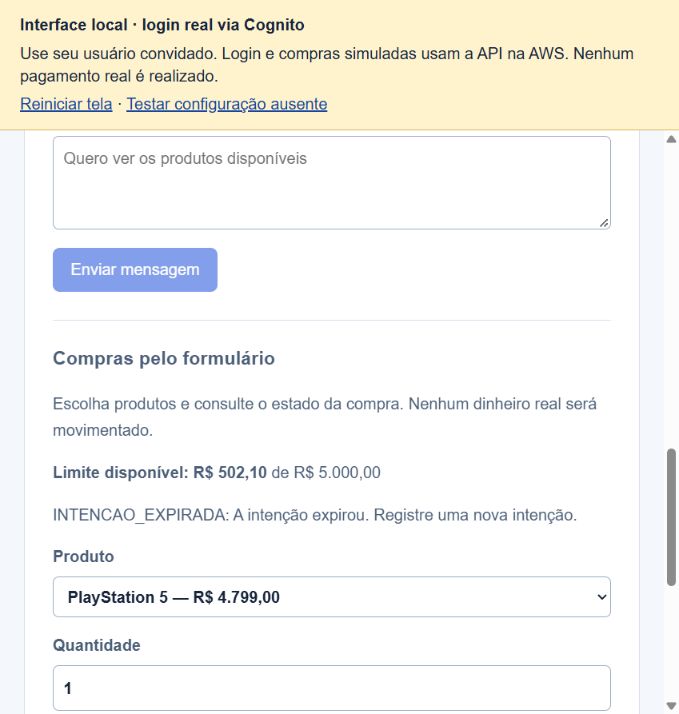 Interface local · login real via Cognito
Use seu usuário convidado. Login e compras simuladas usam a API na AWS. Nenhum
pagamento real é realizado.
Reiniciar tela · Testar configuração ausente
Quero ver os produtos disponíveis
Enviar mensagem
Compras pelo formulário
Escolha produtos e consulte o estado da compra. Nenhum dinheiro real será
movimentado.
Limite disponível: R$ 502,10 de R$ 5.000,00
INTENCAO_EXPIRADA: A intenção expirou. Registre uma nova intenção.
Produto
PlayStation 5 — R$ 4.799,00
Quantidade
1